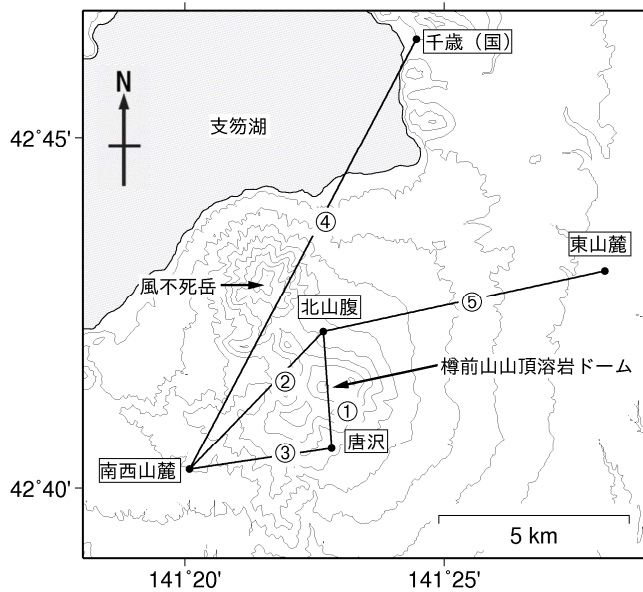 千歳（国）
N
支笏湖
42°45'
④
東山麓
風不死岳
北山腹
⑤
樽前山山頂溶岩ドーム
②
①
唐沢
③
南西山麓
42°40'
5 km
141°20'
141°25'